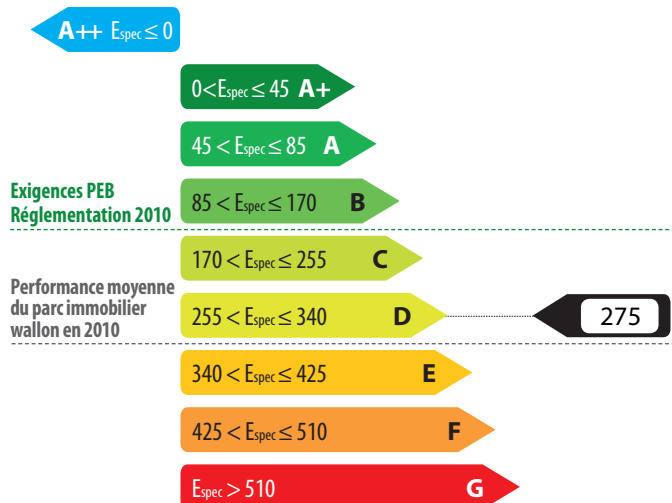 A++ Espec ≤ 0
0 < Espec ≤ 45 A+
45 < Espec ≤ 85 A
Exigences PEB
Réglementation 2010
85 < Espec ≤ 170 B
170 < Espec ≤ 255 C
Performance moyenne
du parc immobilier
wallon en 2010
255 < Espec ≤ 340 D
275
340 < Espec ≤ 425 E
425 < Espec ≤ 510 F
Espec > 510 G